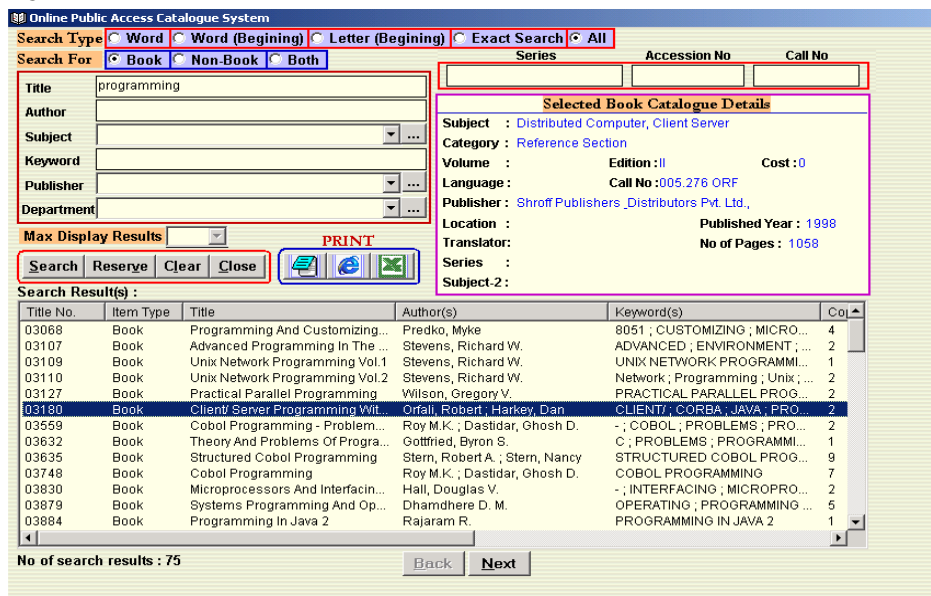 Online Public Access Catalogue System
Search Type Word Word (Begining) Letter (Begining) Exact Search All
Search For Book Non-Book Both
Series Accession No Call No
Title programming
Author
Subject ...
Keyword
Publisher ...
Department ...
Max Display Results
PRINT
Search Reserve Clear Close
Selected Book Catalogue Details
Subject : Distributed Computer, Client Server
Category : Reference Section
Volume : Edition :II Cost :0
Language : Call No :005.276 ORF
Publisher : Shroff Publishers _Distributors Pvt. Ltd.,
Location : Published Year : 1998
Translator: No of Pages : 1058
Series :
Subject-2 :
Search Result(s) :
Title No. Item Type Title Author(s) Keyword(s)
03068 Book Programming And Customizing... Predko, Myke 8051 ; CUSTOMIZING ; MICRO... 4
03107 Book Advanced Programming In The ... Stevens, Richard W. ADVANCED ; ENVIRONMENT ; ... 2
03109 Book Unix Network Programming Vol.1 Stevens, Richard W. UNIX NETWORK PROGRAMMI... 1
03110 Book Unix Network Programming Vol.2 Stevens, Richard W. Network ; Programming ; Unix ; ... 2
03127 Book Practical Parallel Programming Wilson, Gregory V. PRACTICAL PARALLEL PROG... 2
03180 Book Client/ Server Programming Wit... Orfali, Robert ; Harkey, Dan CLIENT/ ; CORBA ; JAVA ; PRO... 2
03559 Book Cobol Programming - Problem... Roy M.K. ; Dastidar, Ghosh D. - ; COBOL ; PROBLEMS ; PRO... 2
03632 Book Theory And Problems Of Progra... Gottfried, Byron S. C ; PROBLEMS ; PROGRAMMI... 1
03635 Book Structured Cobol Programming Stern, Robert A. ; Stern, Nancy STRUCTURED COBOL PROG... 9
03748 Book Cobol Programming Roy M.K. ; Dastidar, Ghosh D. COBOL PROGRAMMING 7
03830 Book Microprocessors And Interfacin... Hall, Douglas V. - ; INTERFACING ; MICROPRO... 2
03879 Book Systems Programming And Op... Dhamdhere D. M. OPERATING ; PROGRAMMING ... 5
03884 Book Programming In Java 2 Rajaram R. PROGRAMMING IN JAVA 2 1
No of search results : 75
Back Next